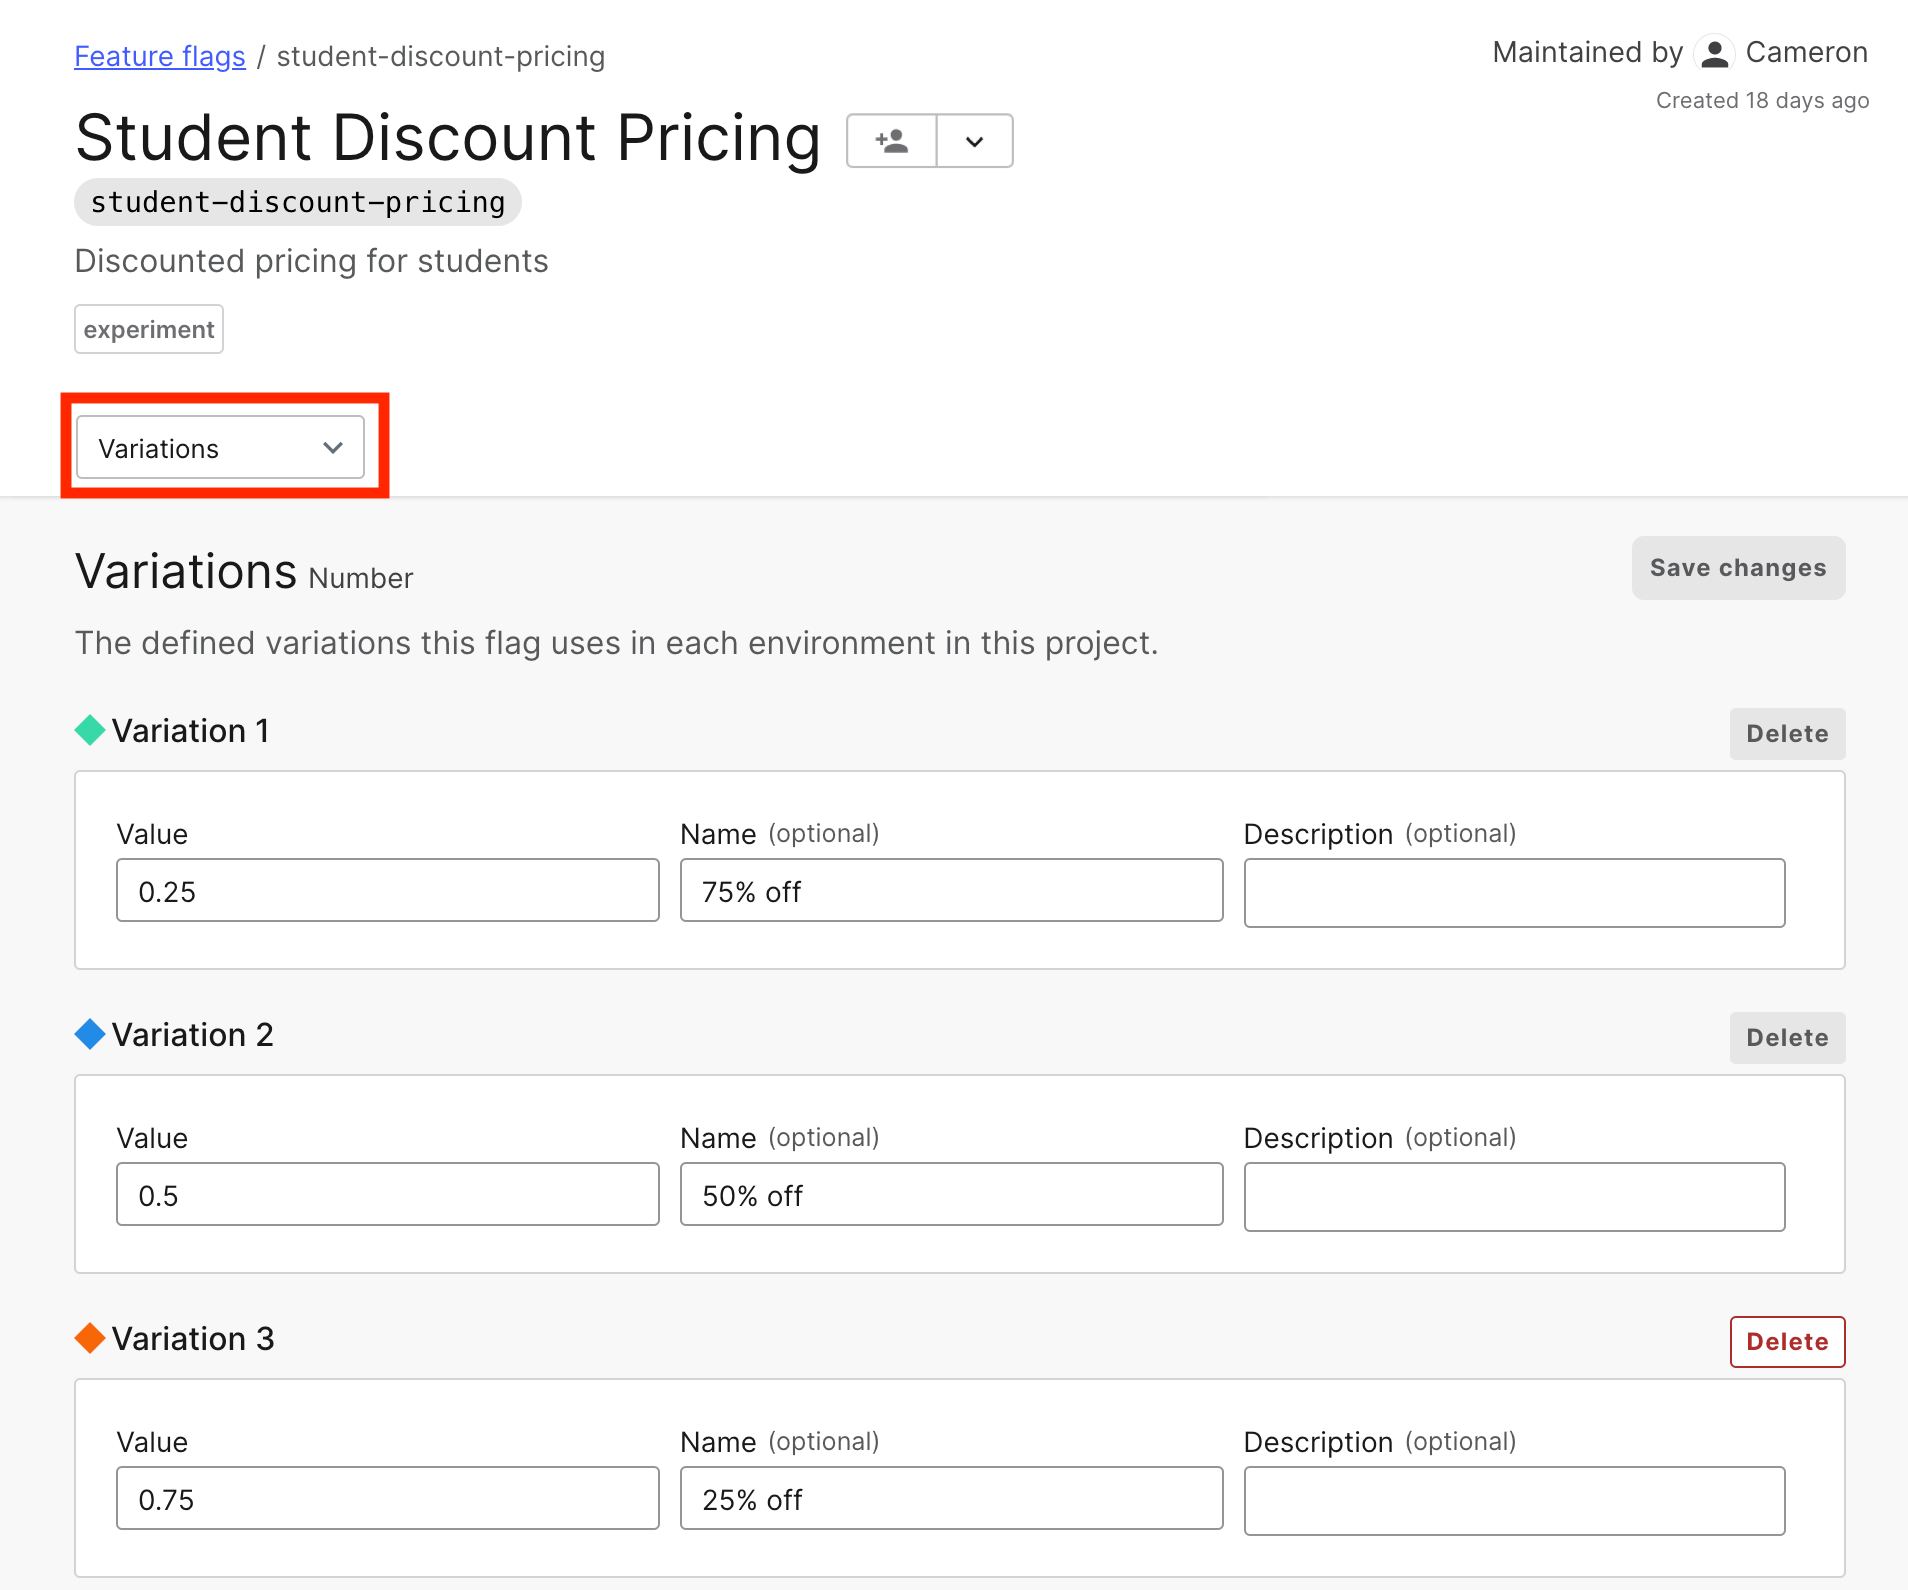 Feature flags / student-discount-pricing
Maintained by Cameron
Created 18 days ago
Student Discount Pricing
student-discount-pricing
Discounted pricing for students
experiment
Variations
Variations Number
Save changes
The defined variations this flag uses in each environment in this project.
Variation 1
Delete
Value
Name (optional)
Description (optional)
0.25
75% off
Variation 2
Delete
Value
Name (optional)
Description (optional)
0.5
50% off
Variation 3
Delete
Value
Name (optional)
Description (optional)
0.75
25% off